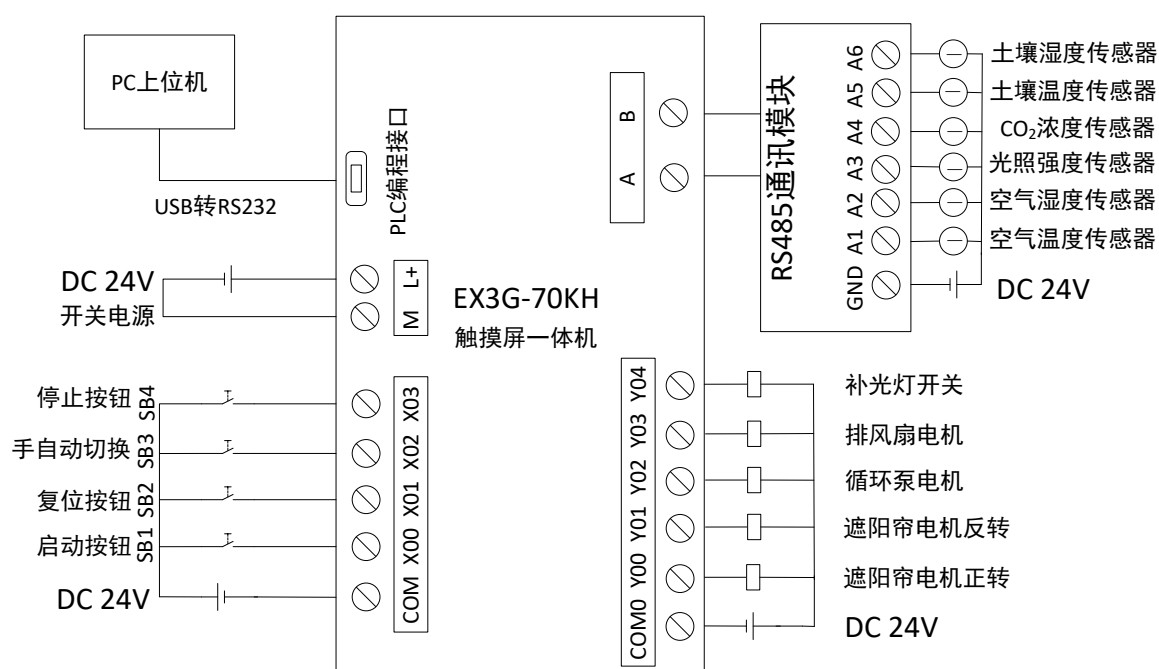 PC上位机
USB转RS232
PLC编程接口
DC 24V
开关电源
L+
M
停止按钮 SB4 X03
手自动切换 SB3 X02
复位按钮 SB2 X01
启动按钮 SB1 X00
DC 24V COM
EX3G-70KH
触摸屏一体机
B
A
RS485通讯模块
A6 土壤湿度传感器
A5 土壤温度传感器
A4 CO₂浓度传感器
A3 光照强度传感器
A2 空气湿度传感器
A1 空气温度传感器
GND DC 24V
Y04 补光灯开关
Y03 排风扇电机
Y02 循环泵电机
Y01 遮阳帘电机反转
Y00 遮阳帘电机正转
COM0 DC 24V